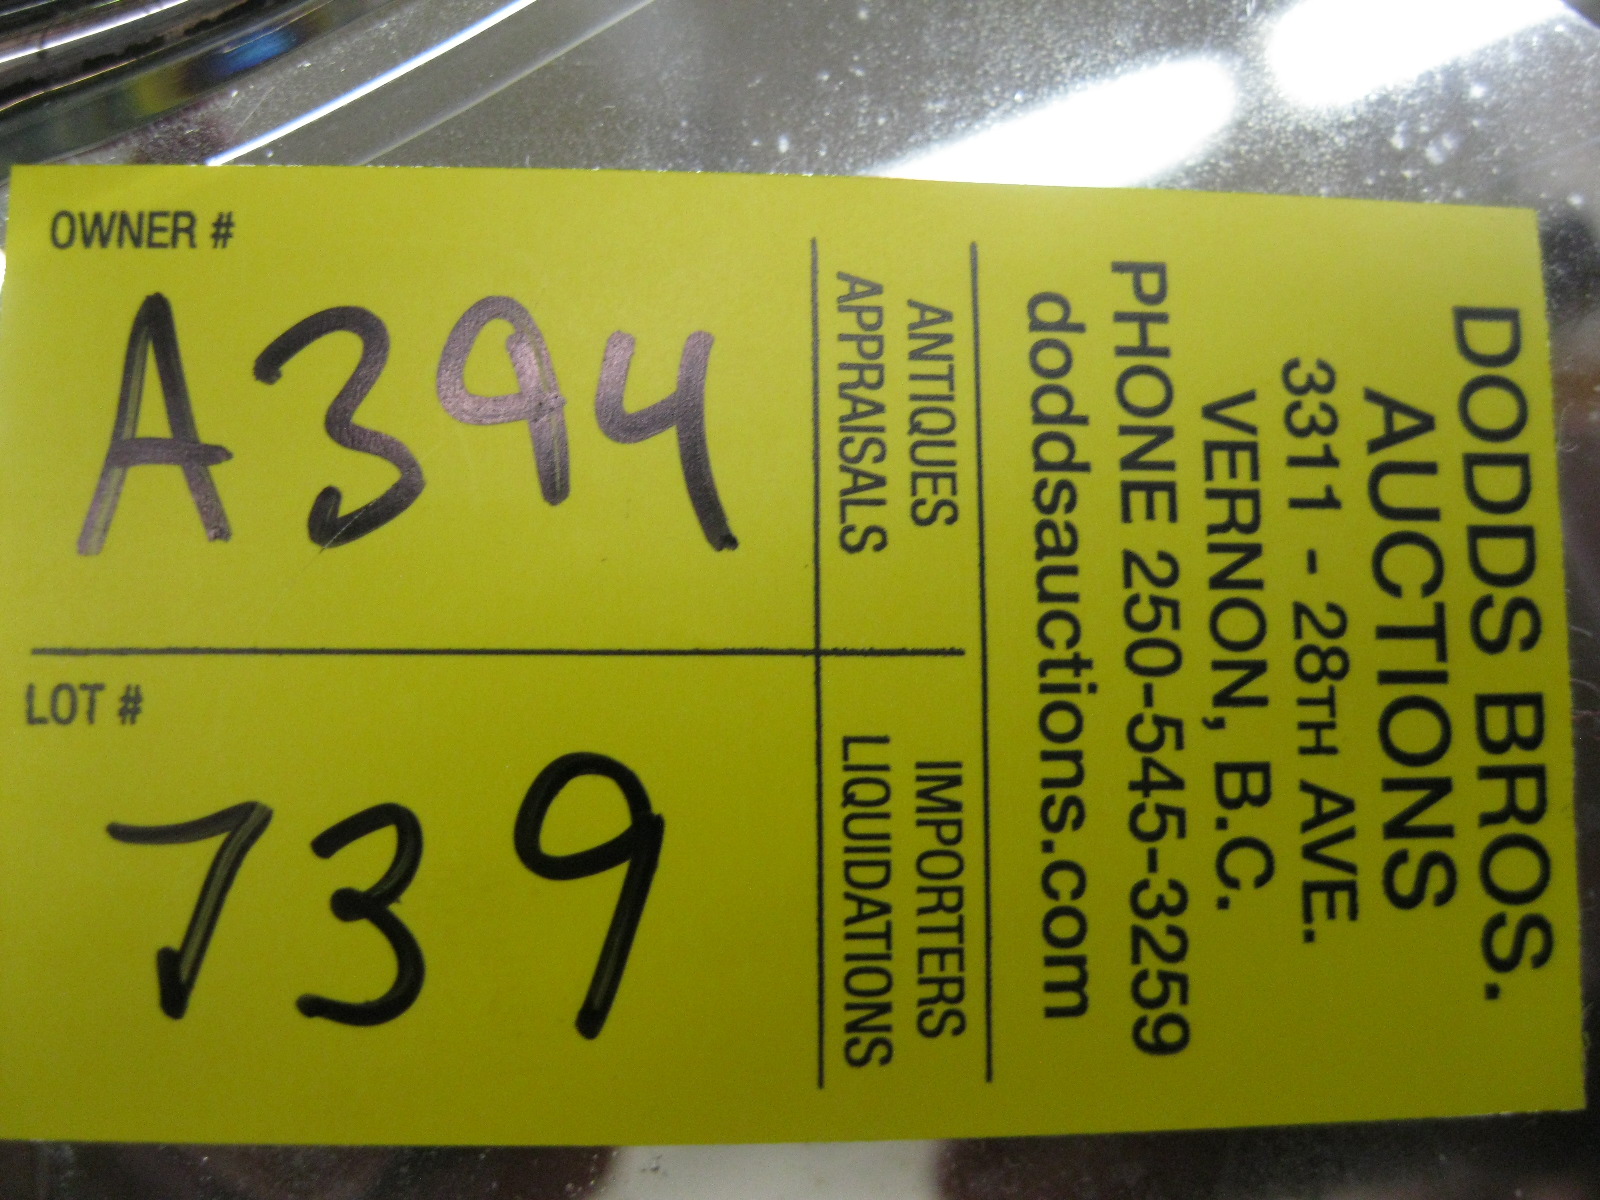 OWNER #
A394
LOT #
739
DODDS BROS.
AUCTIONS
3311 - 28TH AVE.
VERNON, B.C.
PHONE 250-545-3259
doddsauctions.com
ANTIQUES
APPRAISALS
IMPORTERS
LIQUIDATIONS